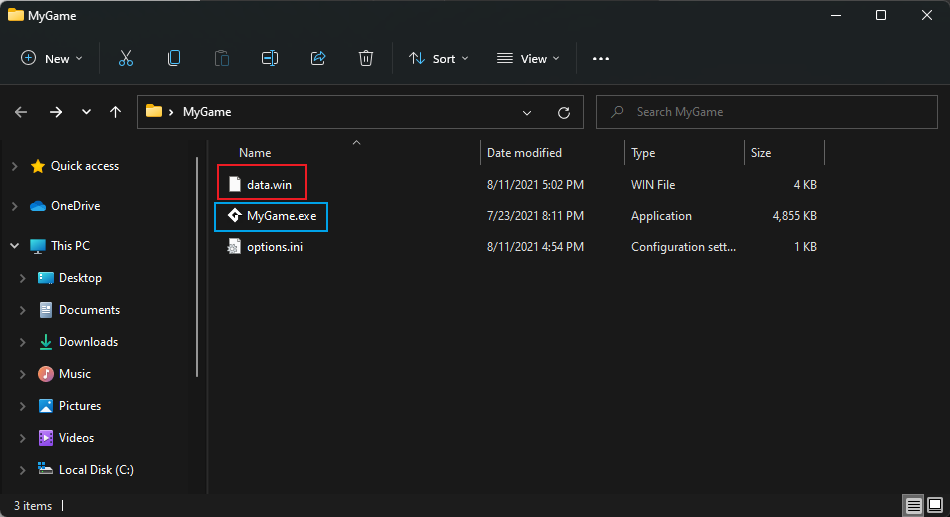 MyGame
New Sort View
MyGame Search MyGame
Name Date modified Type Size
Quick access
data.win 8/11/2021 5:02 PM WIN File 4 KB
OneDrive
MyGame.exe 7/23/2021 8:11 PM Application 4,855 KB
This PC
options.ini 8/11/2021 4:54 PM Configuration sett... 1 KB
Desktop
Documents
Downloads
Music
Pictures
Videos
Local Disk (C:)
3 items